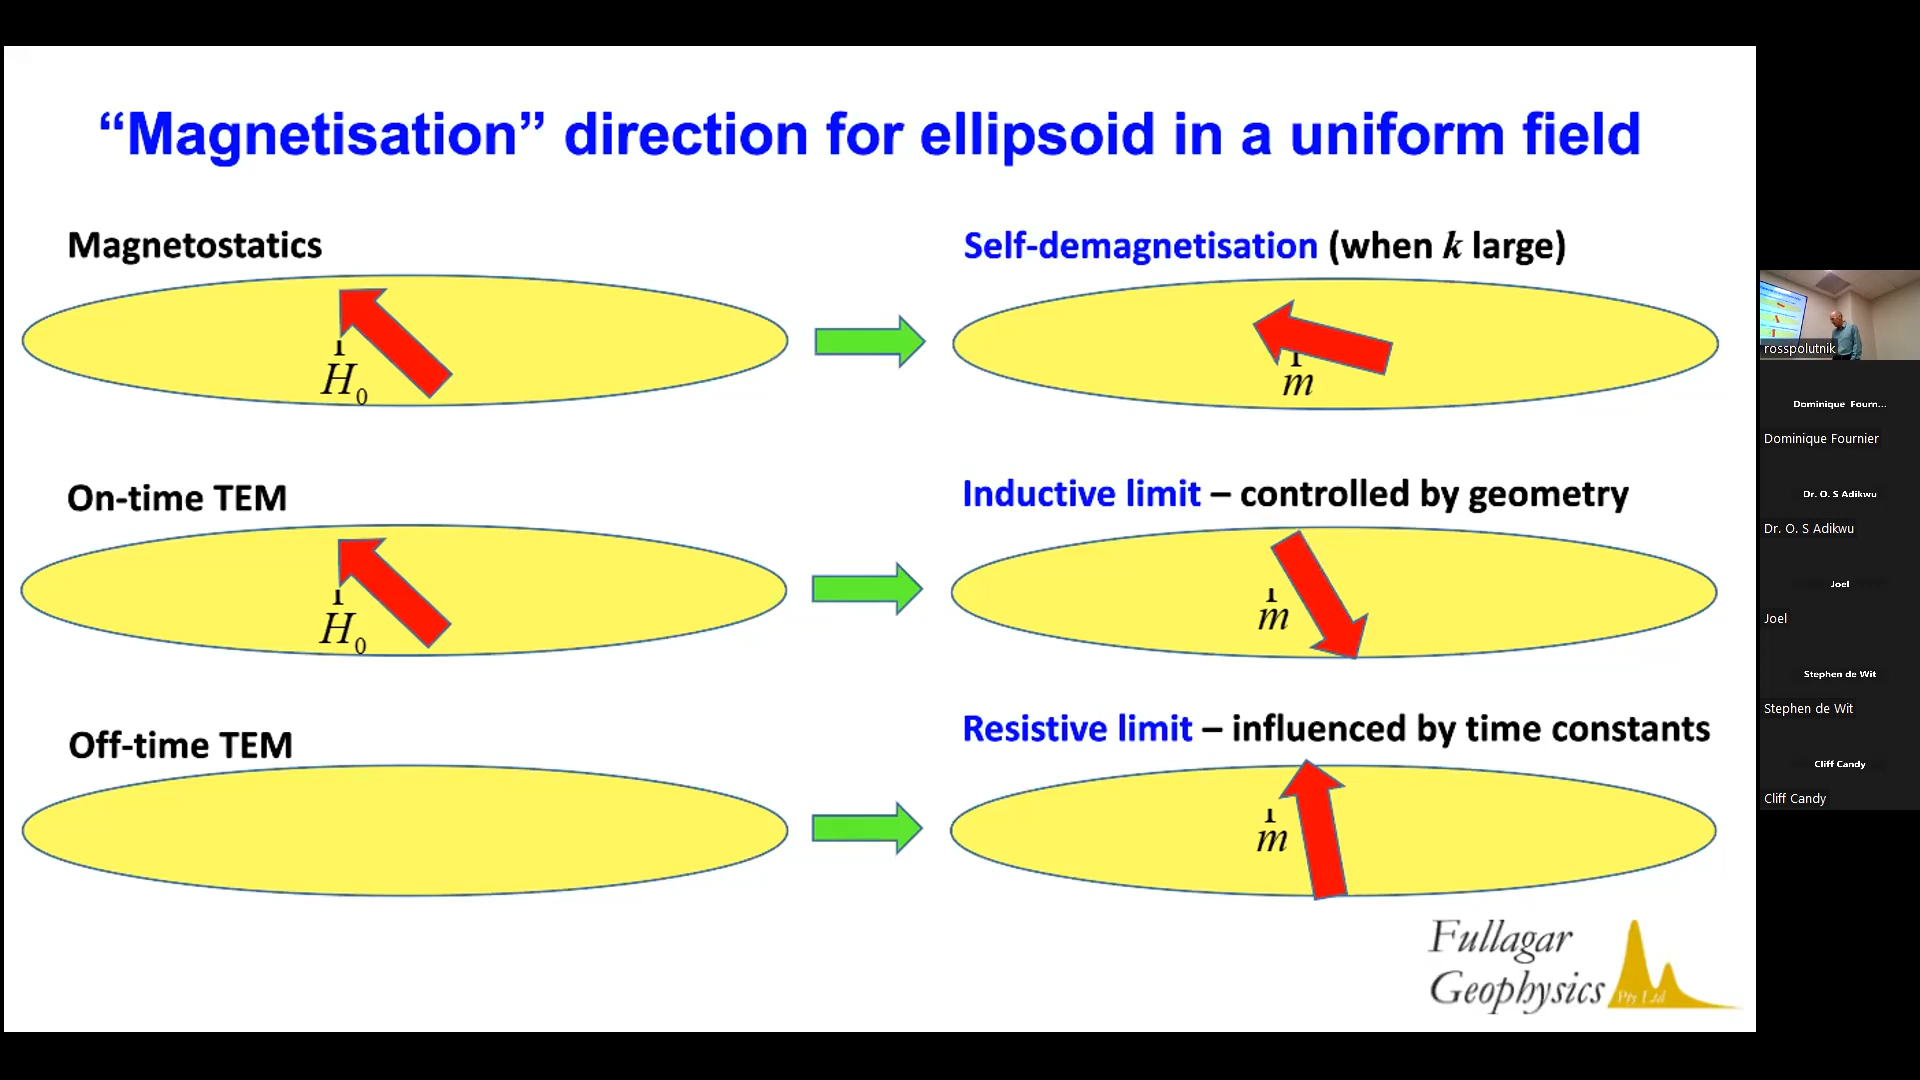 “Magnetisation” direction for ellipsoid in a uniform field
Magnetostatics
Self-demagnetisation (when k large)
H0
m
On-time TEM
Inductive limit – controlled by geometry
H0
m
Off-time TEM
Resistive limit – influenced by time constants
m
Fullagar
Geophysics
Pty Ltd
rosspolutnik
Dominique Fourn...
Dominique Fournier
Dr. O. S Adikwu
Dr. O. S Adikwu
Joel
Joel
Stephen de Wit
Stephen de Wit
Cliff Candy
Cliff Candy